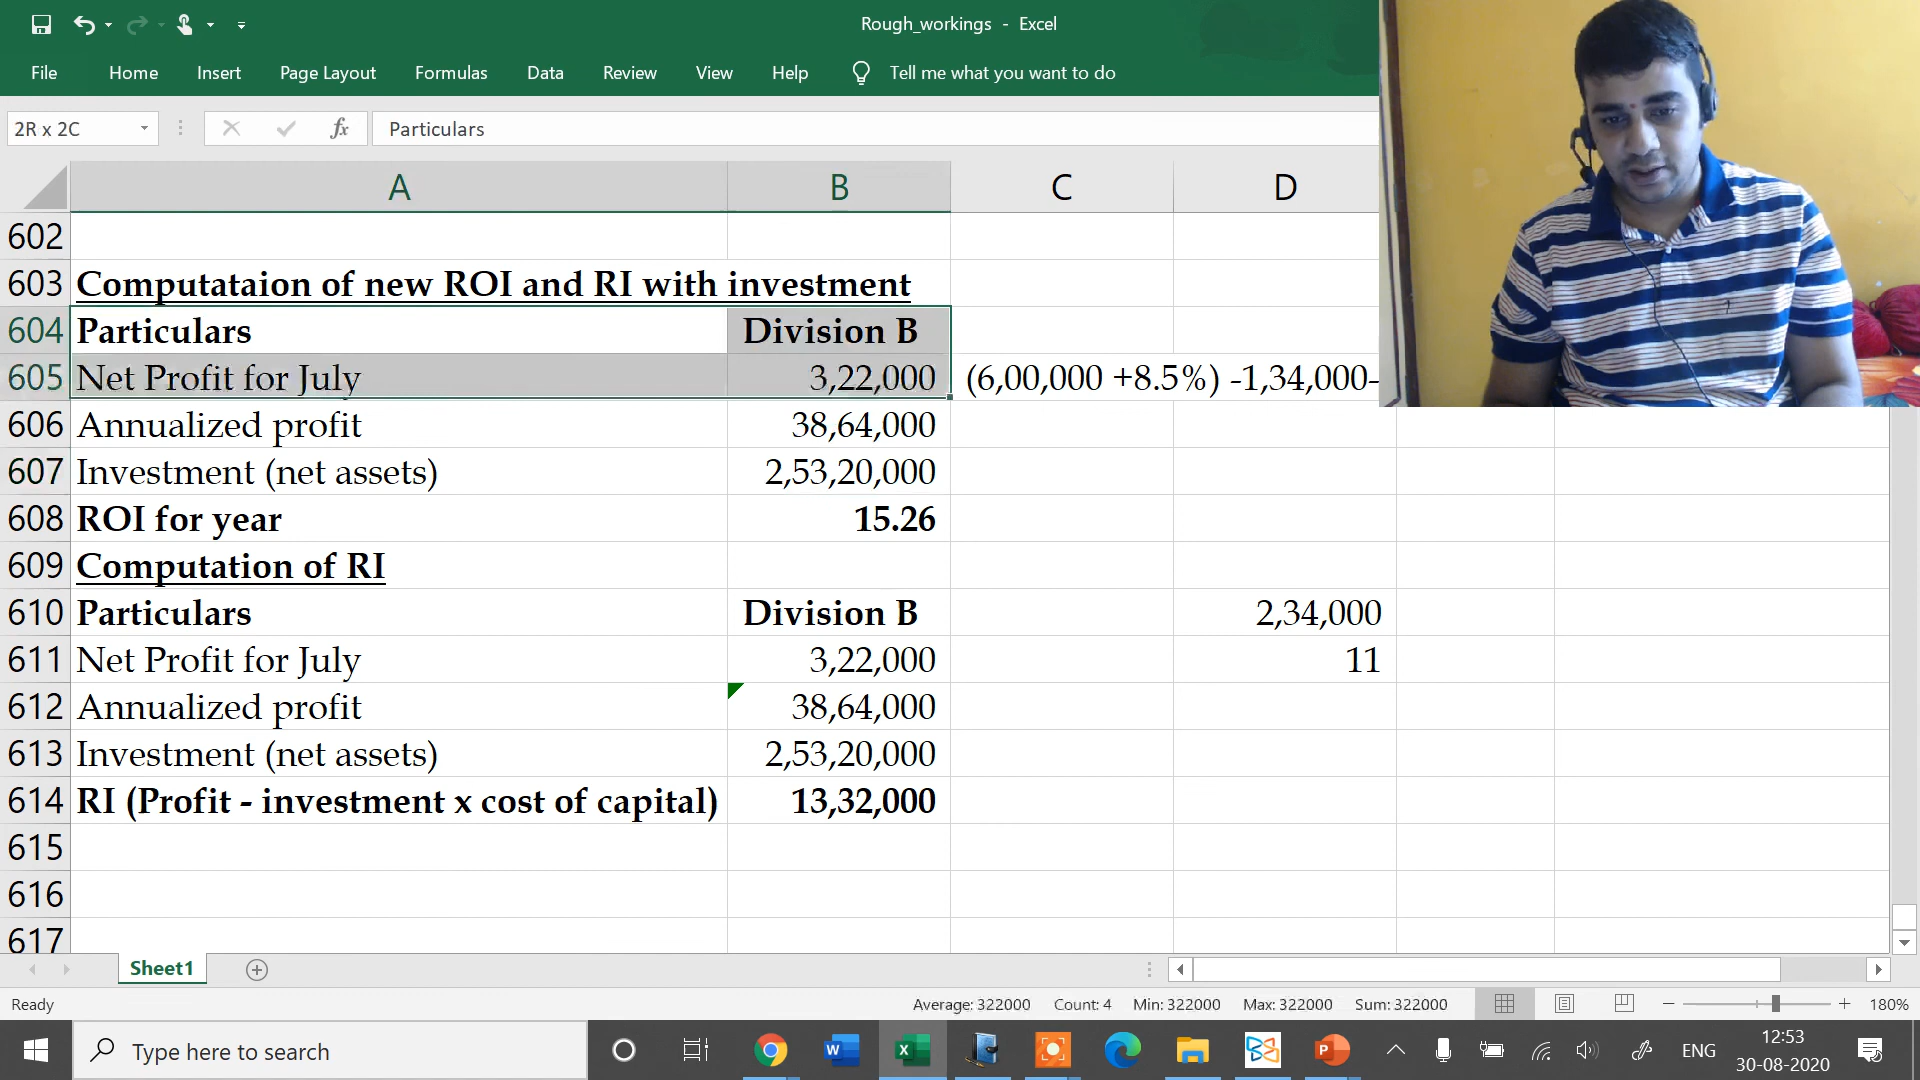 Rough_workings - Excel
File Home Insert Page Layout Formulas Data Review View Help Tell me what you want to do
2R x 2C fx Particulars
A B C D
602
603 Computataion of new ROI and RI with investment
604 Particulars Division B
605 Net Profit for July 3,22,000 (6,00,000 +8.5%) -1,34,000-
606 Annualized profit 38,64,000
607 Investment (net assets) 2,53,20,000
608 ROI for year 15.26
609 Computation of RI
610 Particulars Division B 2,34,000
611 Net Profit for July 3,22,000 11
612 Annualized profit 38,64,000
613 Investment (net assets) 2,53,20,000
614 RI (Profit - investment x cost of capital) 13,32,000
615
616
617
Sheet1
Ready Average: 322000 Count: 4 Min: 322000 Max: 322000 Sum: 322000 180%
Type here to search ENG 12:53
30-08-2020